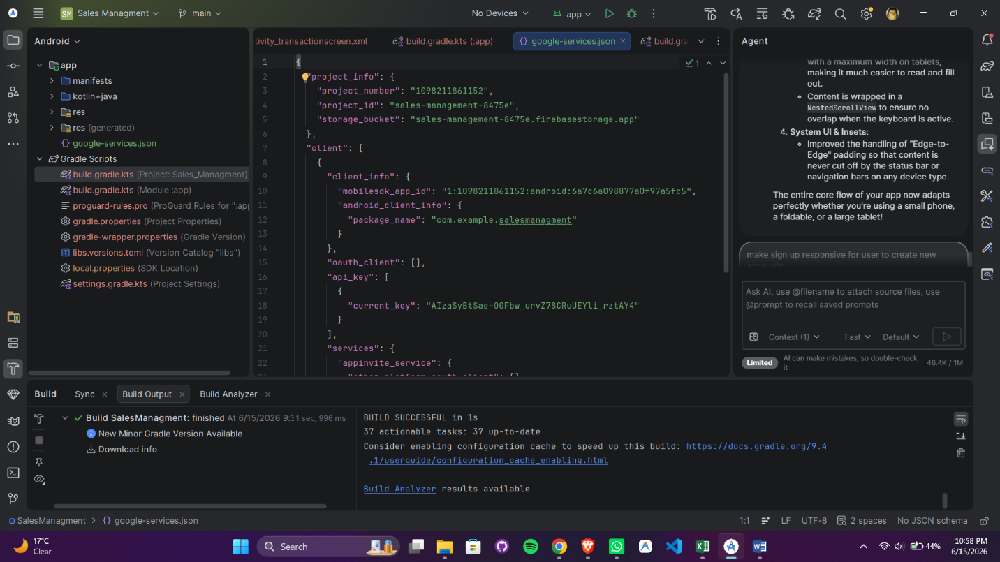 SM Sales Managment
main
No Devices
app
Android
app
manifests
kotlin+java
res
res (generated)
google-services.json
Gradle Scripts
build.gradle.kts (Project: Sales_Managment)
build.gradle.kts (Module :app)
proguard-rules.pro (ProGuard Rules for ":app
gradle.properties (Project Properties)
gradle-wrapper.properties (Gradle Version)
libs.versions.toml (Version Catalog "libs")
local.properties (SDK Location)
settings.gradle.kts (Project Settings)
tivity_transactionscreen.xml
build.gradle.kts (:app)
google-services.json
build.gra
1
1 {
2 "project_info": {
3 "project_number": "1098211861152",
4 "project_id": "sales-management-8475e",
5 "storage_bucket": "sales-management-8475e.firebasestorage.app"
6 },
7 "client": [
8 {
9 "client_info": {
10 "mobilesdk_app_id": "1:1098211861152:android:6a7c6a098877a0f97a5fc5",
11 "android_client_info": {
12 "package_name": "com.example.salesmanagment"
13 }
14 },
15 "oauth_client": [],
16 "api_key": [
17 {
18 "current_key": "AIzaSyBtSae-OOFbw_urvZ78CRuUEYli_rztAY4"
19 }
20 ],
21 "services": {
22 "appinvite_service": {
23 "other_platform_oauth_client": []
Agent
with a maximum width on tablets,
making it much easier to read and fill
out.
Content is wrapped in a
NestedScrollView to ensure no
overlap when the keyboard is active.
4. System UI & Insets:
Improved the handling of "Edge-to-
Edge" padding so that content is
never cut off by the status bar or
navigation bars on any device type.
The entire core flow of your app now adapts
perfectly whether you're using a small phone,
a foldable, or a large tablet!
make sign up responsive for user to create new
accounts
Ask AI, use @filename to attach source files, use
@prompt to recall saved prompts
Context (1)
Fast
Default
Limited
AI can make mistakes, so double-check
it
46.4K / 1M
Build
Sync
Build Output
Build Analyzer
Build SalesManagment: finished At 6/15/2026 9:3 1 sec, 996 ms
New Minor Gradle Version Available
Download info
BUILD SUCCESSFUL in 1s
37 actionable tasks: 37 up-to-date
Consider enabling configuration cache to speed up this build: https://docs.gradle.org/9.4
.1/userguide/configuration_cache_enabling.html
Build Analyzer results available
SalesManagment
google-services.json
1:1
LF
UTF-8
2 spaces
No JSON schema
17°C
Clear
Search
44%
10:58 PM
6/15/2026